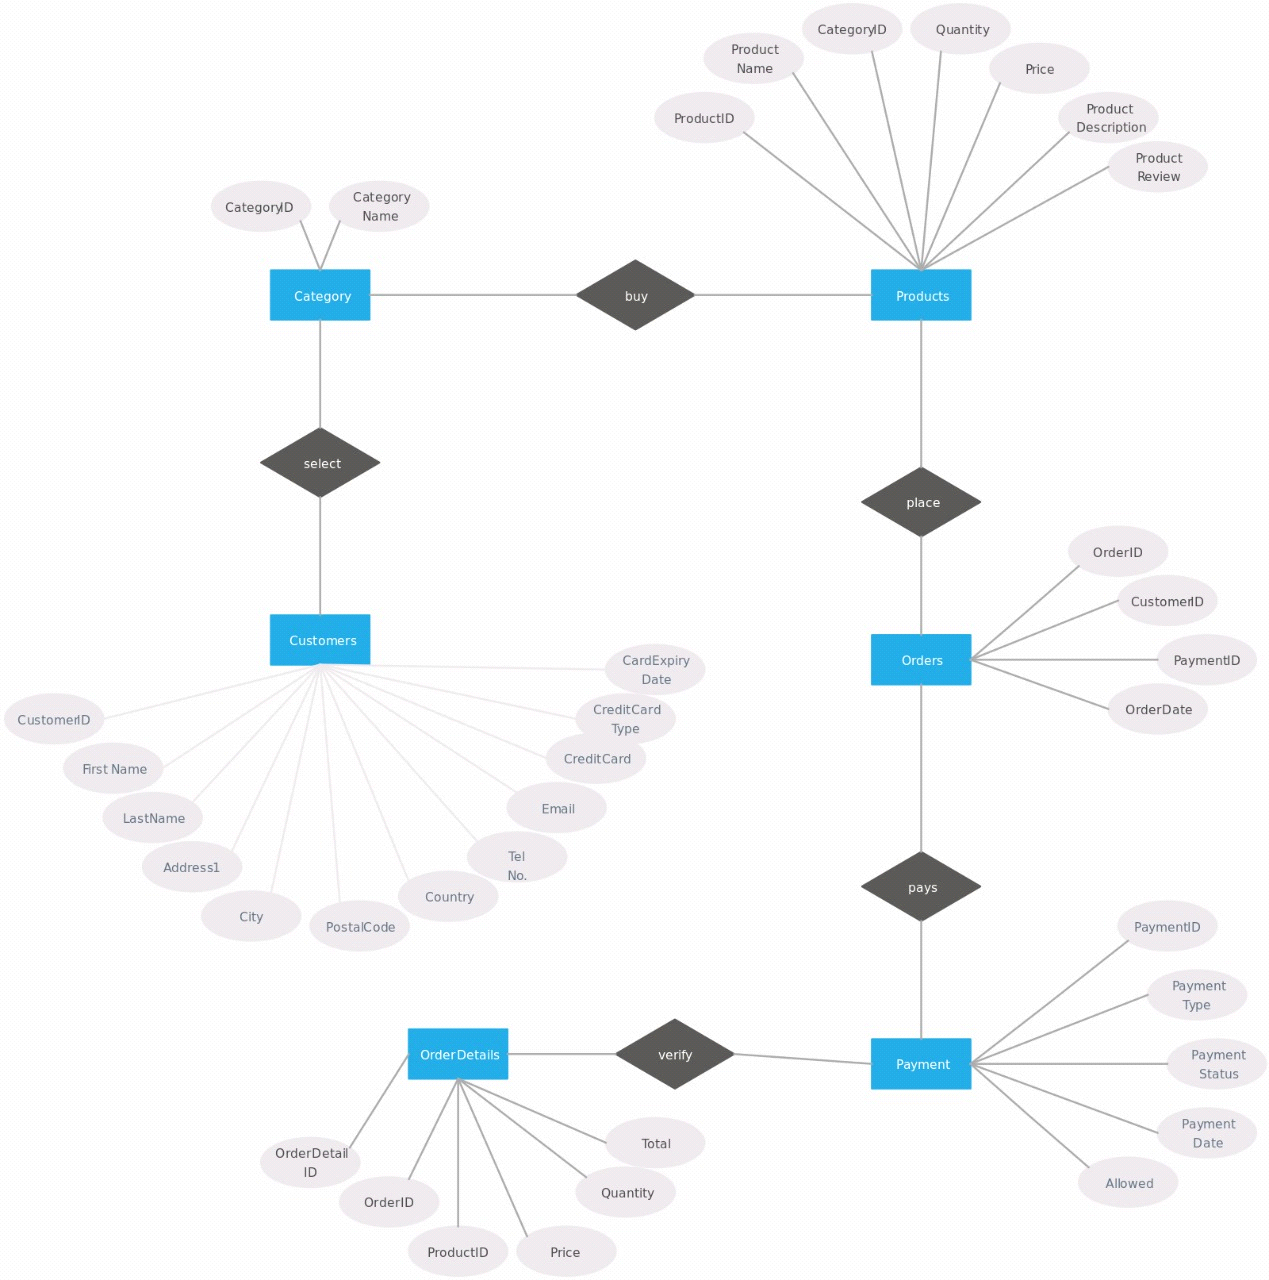 CategoryID
Quantity
Product
Name
Price
Product
Description
ProductID
Product
Review
Category
Name
CategoryID
Category
buy
Products
select
place
OrderID
CustomerID
Customers
Orders
PaymentID
OrderDate
CardExpiry
Date
CreditCard
Type
CreditCard
Email
Tel
No.
Country
PostalCode
City
Address1
LastName
First Name
CustomerID
pays
PaymentID
Payment
Type
Payment
Status
Payment
Date
Allowed
Payment
verify
OrderDetails
OrderDetail
ID
OrderID
ProductID
Price
Quantity
Total